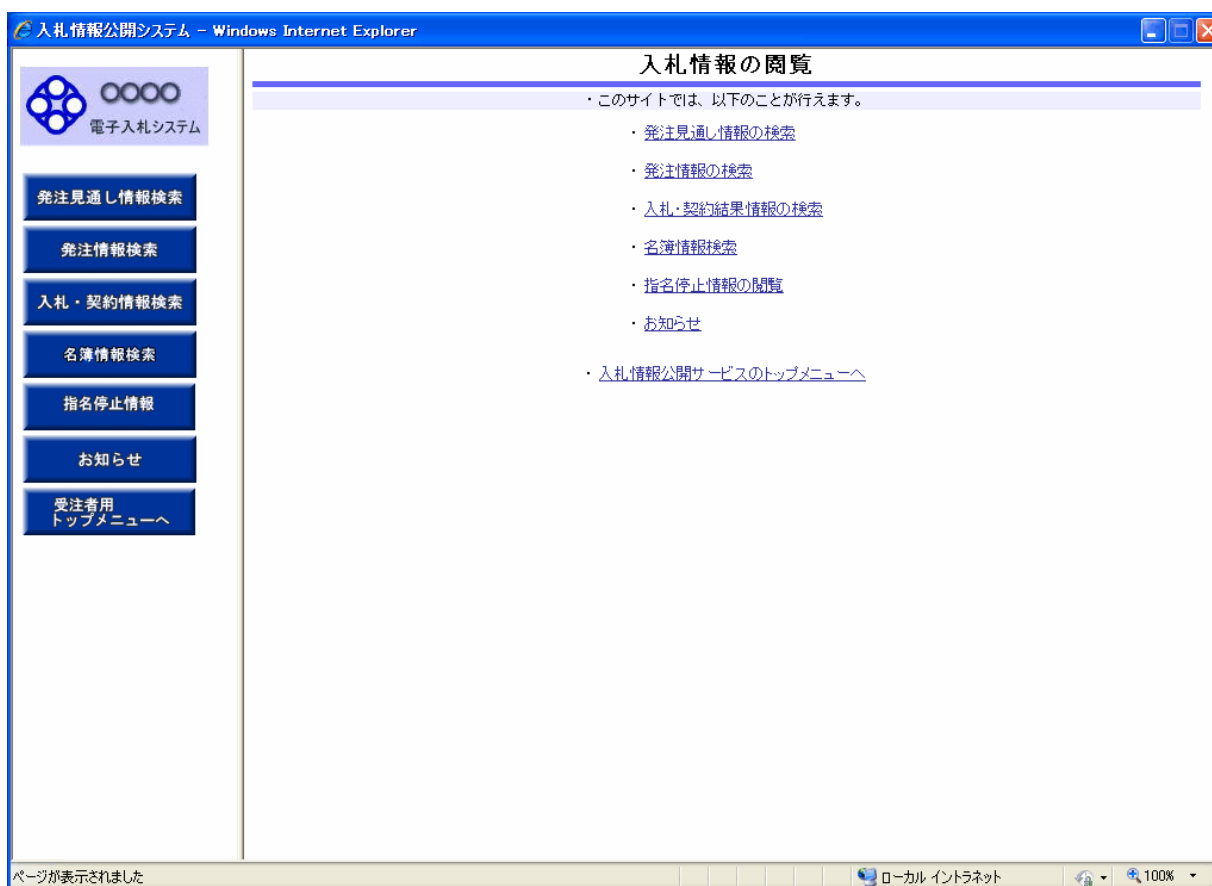 入札情報公開システム - Windows Internet Explorer
○○○○
電子入札システム
発注見通し情報検索
発注情報検索
入札・契約情報検索
名簿情報検索
指名停止情報
お知らせ
受注者用
トップメニューへ
入札情報の閲覧
・このサイトでは、以下のことが行えます。
・発注見通し情報の検索
・発注情報の検索
・入札・契約結果情報の検索
・名簿情報検索
・指名停止情報の閲覧
・お知らせ
・入札情報公開サービスのトップメニューへ
ページが表示されました
ローカル イントラネット
100%